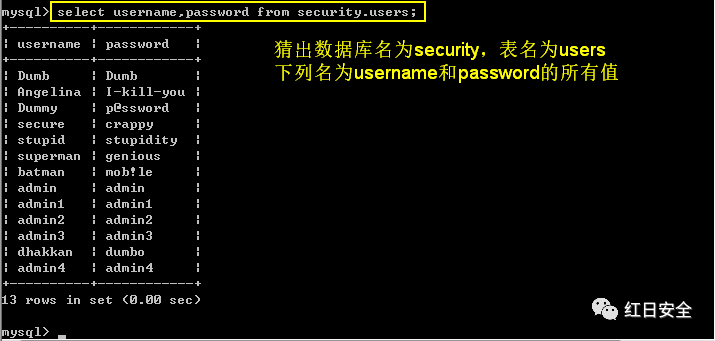 mysql> select username,password from security.users;
+-----------+------------+
| username | password |
+-----------+------------+
| Dumb | Dumb |
| Angelina | I-kill-you |
| Dummy | p@ssword |
| secure | crappy |
| stupid | stupidity |
| superman | genious |
| batman | mob!le |
| admin | admin |
| admin1 | admin1 |
| admin2 | admin2 |
| admin3 | admin3 |
| dhakkan | dumbo |
| admin4 | admin4 |
+-----------+------------+
13 rows in set (0.00 sec)
mysql> _
猜出数据库名为security，表名为users
下列名为username和password的所有值
红日安全